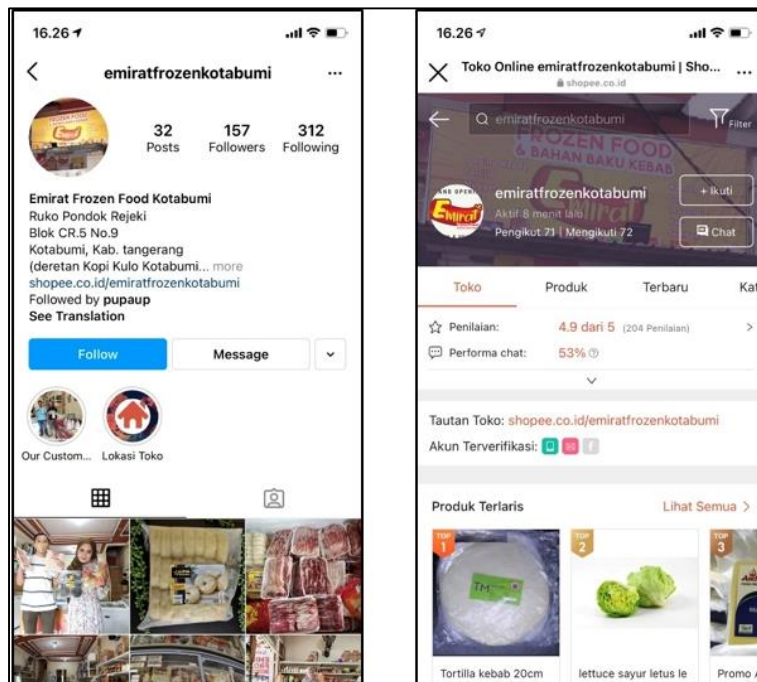 16.26
emiratfrozenkotabumi
32
Posts
157
Followers
312
Following
Emirat Frozen Food Kotabumi
Ruko Pondok Rejeki
Blok CR.5 No.9
Kotabumi, Kab. tangerang
(deretan Kopi Kulo Kotabumi... more
shopee.co.id/emiratfrozenkotabumi
Followed by pupaup
See Translation
Follow
Message
Our Custom...
Lokasi Toko
16.26
Toko Online emiratfrozenkotabumi | Sho...
shopee.co.id
emiratfrozenkotabumi
Filter
FROZEN FOOD
& BAHAN BAKU KEBAB
Emirat
emiratfrozenkotabumi
Aktif 8 menit lalu
Pengikut 71 | Mengikuti 72
+ Ikuti
Chat
Toko Produk Terbaru Kat
Penilaian: 4.9 dari 5 (204 Penilaian)
Performa chat: 53%
Tautan Toko: shopee.co.id/emiratfrozenkotabumi
Akun Terverifikasi:
Produk Terlaris
Lihat Semua
TOP
1
TOP
2
TOP
3
TM
Tortilla kebab 20cm
lettuce sayur letus le
Promo A